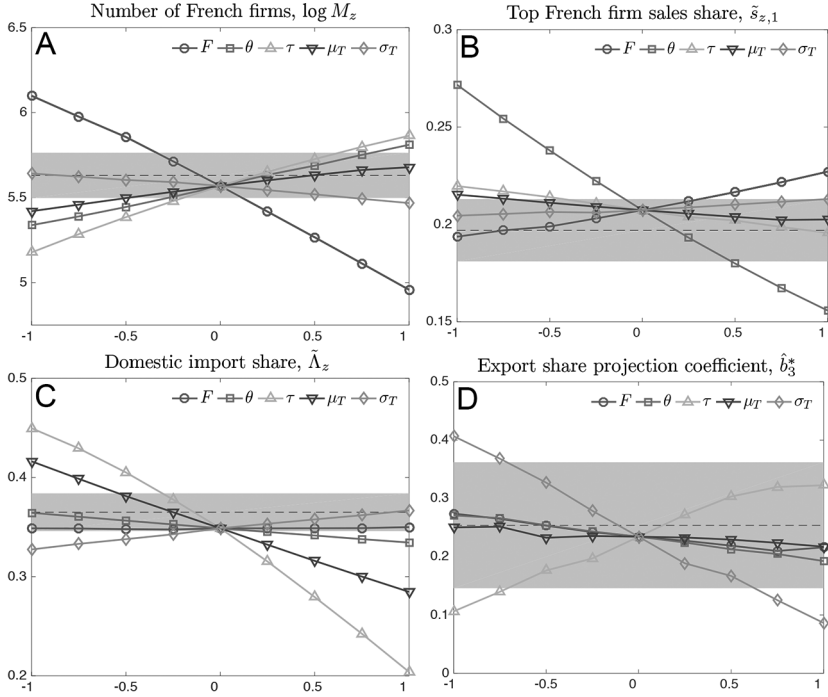 Number of French firms, log M_z
A
F θ τ μ_T σ_T
6.5
6
5.5
5
-1 -0.5 0 0.5 1
Top French firm sales share, s̃_{z,1}
B
F θ τ μ_T σ_T
0.3
0.25
0.2
0.15
-1 -0.5 0 0.5 1
Domestic import share, Λ̃_z
C
F θ τ μ_T σ_T
0.5
0.4
0.3
0.2
-1 -0.5 0 0.5 1
Export share projection coefficient, b̂*_3
D
F θ τ μ_T σ_T
0.5
0.4
0.3
0.2
0.1
0
-1 -0.5 0 0.5 1